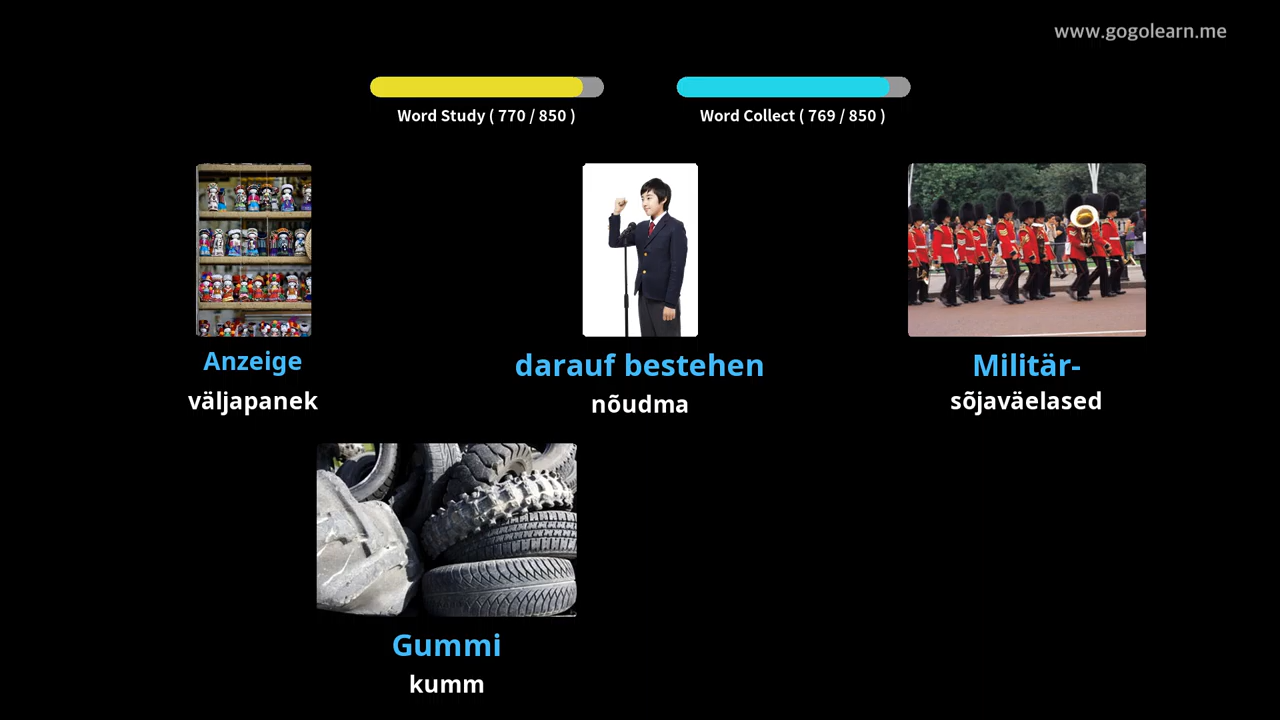 www.gogolearn.me
Word Study ( 770 / 850 )
Word Collect ( 769 / 850 )
Anzeige
väljapanek
darauf bestehen
nõudma
Militär-
sõjaväelased
Gummi
kumm